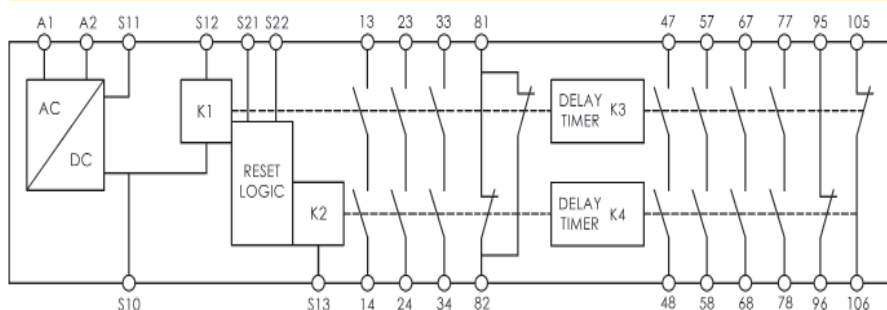 A1 A2 S11 S12 S21 S22 13 23 33 81 47 57 67 77 95 105
AC
DC
K1
RESET
LOGIC
K2
DELAY
TIMER K3
DELAY
TIMER K4
S10 S13 14 24 34 82 48 58 68 78 96 106